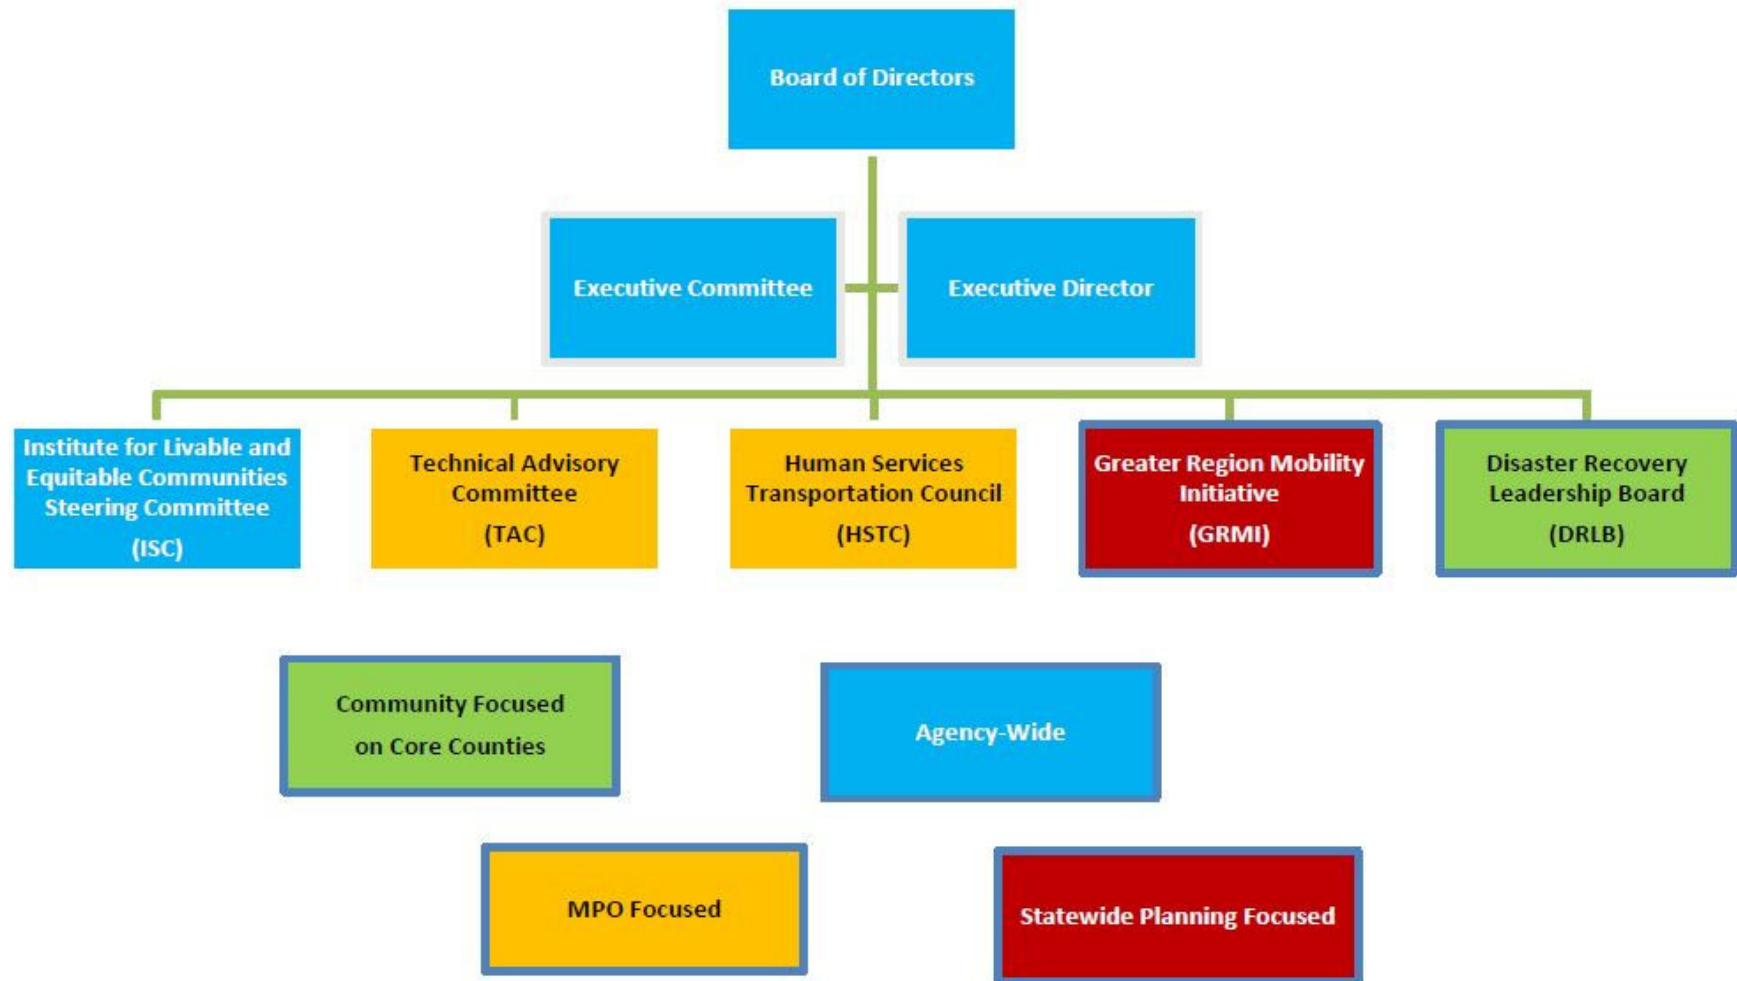 Board of Directors
Executive Committee
Executive Director
Institute for Livable and
Equitable Communities
Steering Committee
(ISC)
Technical Advisory
Committee
(TAC)
Human Services
Transportation Council
(HSTC)
Greater Region Mobility
Initiative
(GRMI)
Disaster Recovery
Leadership Board
(DRLB)
Community Focused
on Core Counties
Agency-Wide
MPO Focused
Statewide Planning Focused